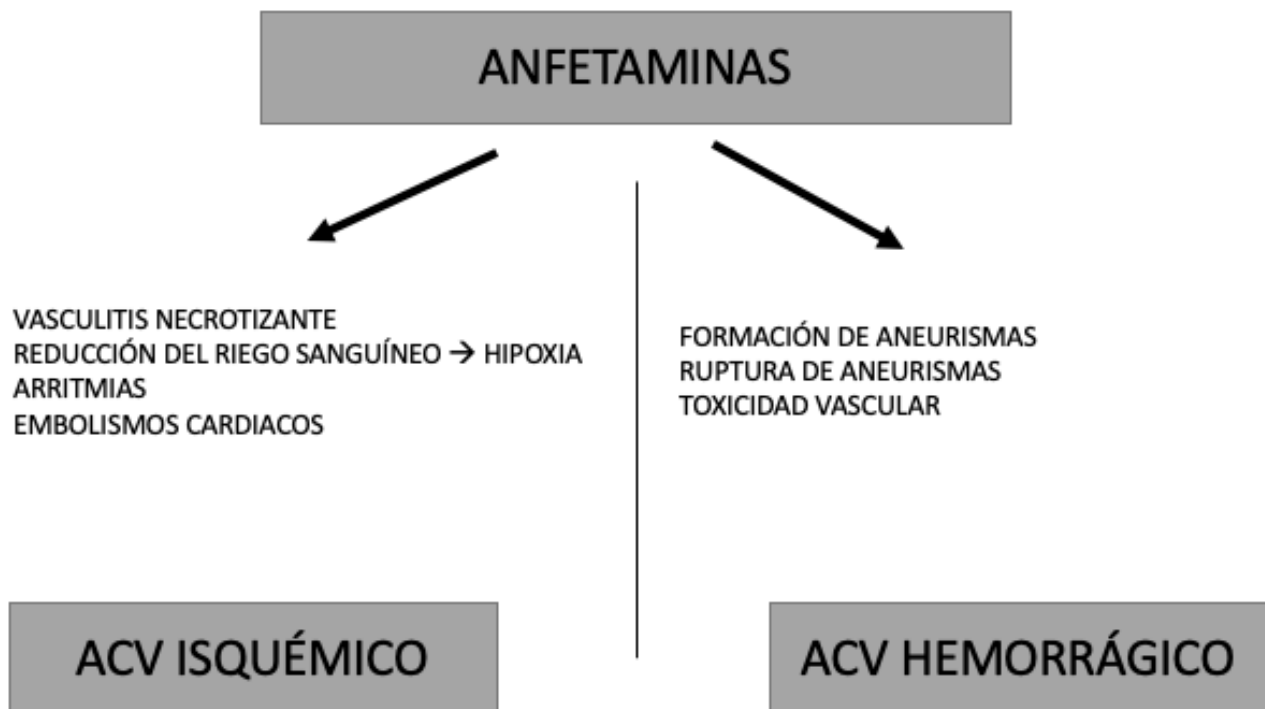 ANFETAMINAS
VASCULITIS NECROTIZANTE
REDUCCIÓN DEL RIEGO SANGUÍNEO → HIPOXIA
ARRITMIAS
EMBOLISMOS CARDIACOS
FORMACIÓN DE ANEURISMAS
RUPTURA DE ANEURISMAS
TOXICIDAD VASCULAR
ACV ISQUÉMICO
ACV HEMORRÁGICO